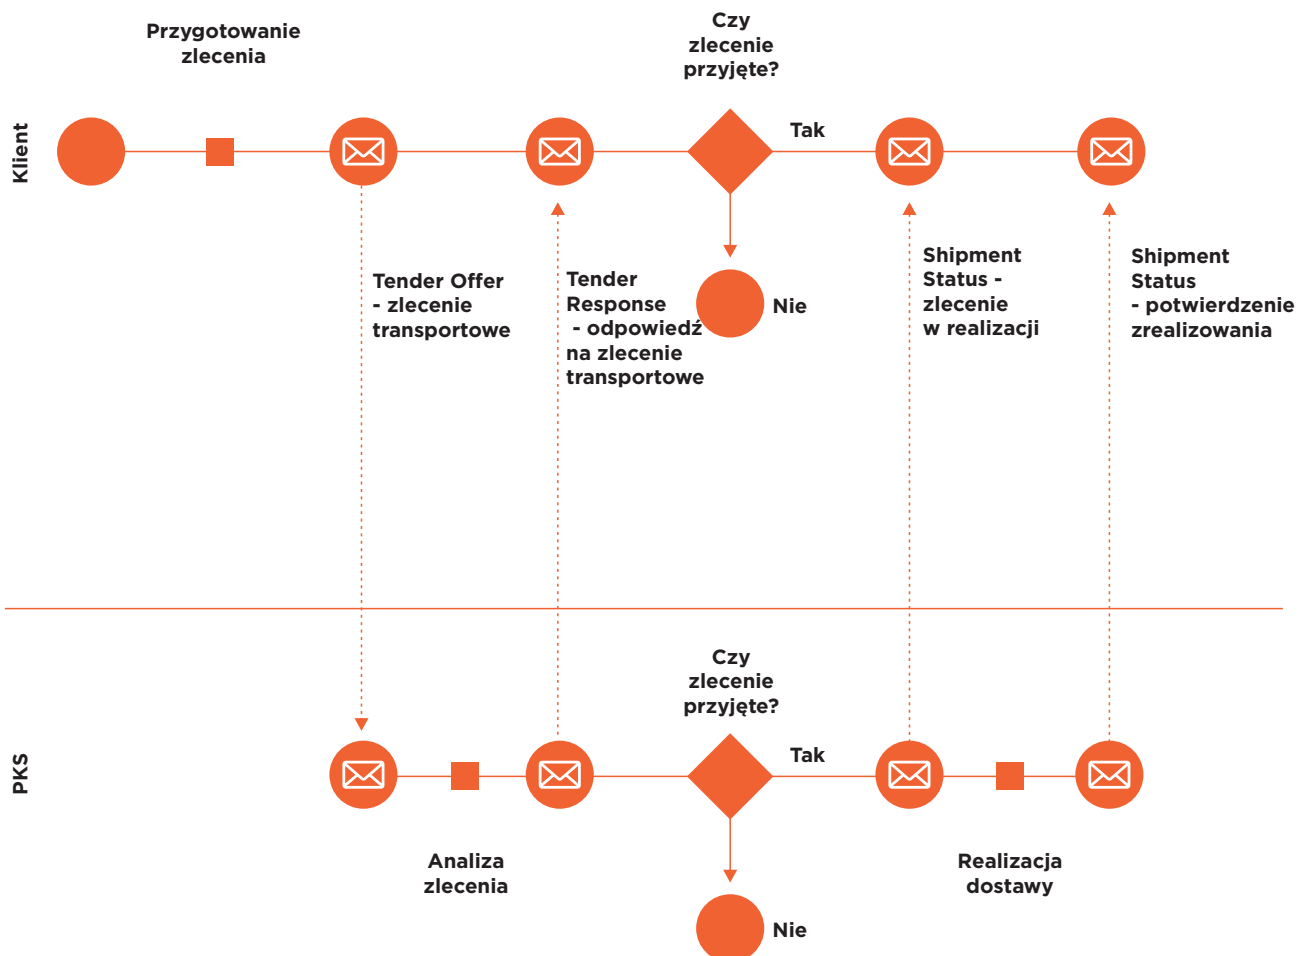 Przygotowanie
zlecenia
Czy
zlecenie
przyjęte?
Klient
Tak
Tender Offer
- zlecenie
transportowe
Tender
Response
- odpowiedź
na zlecenie
transportowe
Nie
Shipment
Status -
zlecenie
w realizacji
Shipment
Status
- potwierdzenie
zrealizowania
Czy
zlecenie
przyjęte?
PKS
Tak
Analiza
zlecenia
Realizacja
dostawy
Nie